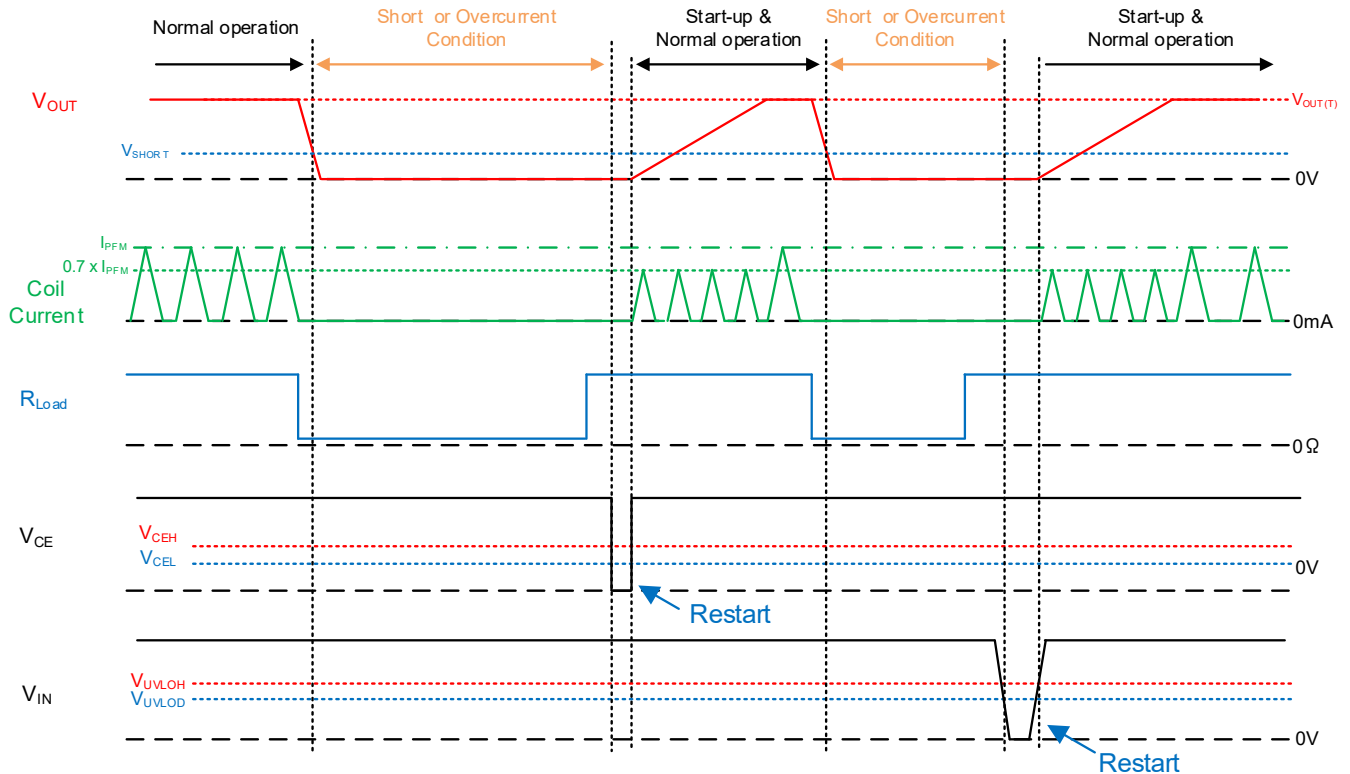 Normal operation
Short or Overcurrent
Condition
Start-up &
Normal operation
Short or Overcurrent
Condition
Start-up &
Normal operation
VOUT
VOUT(T)
VSHORT
0V
IPFM
0.7 x IPFM
Coil
Current
0mA
RLoad
0Ω
VCE
VCEH
VCEL
0V
Restart
VIN
VUVLOH
VUVLOD
0V
Restart